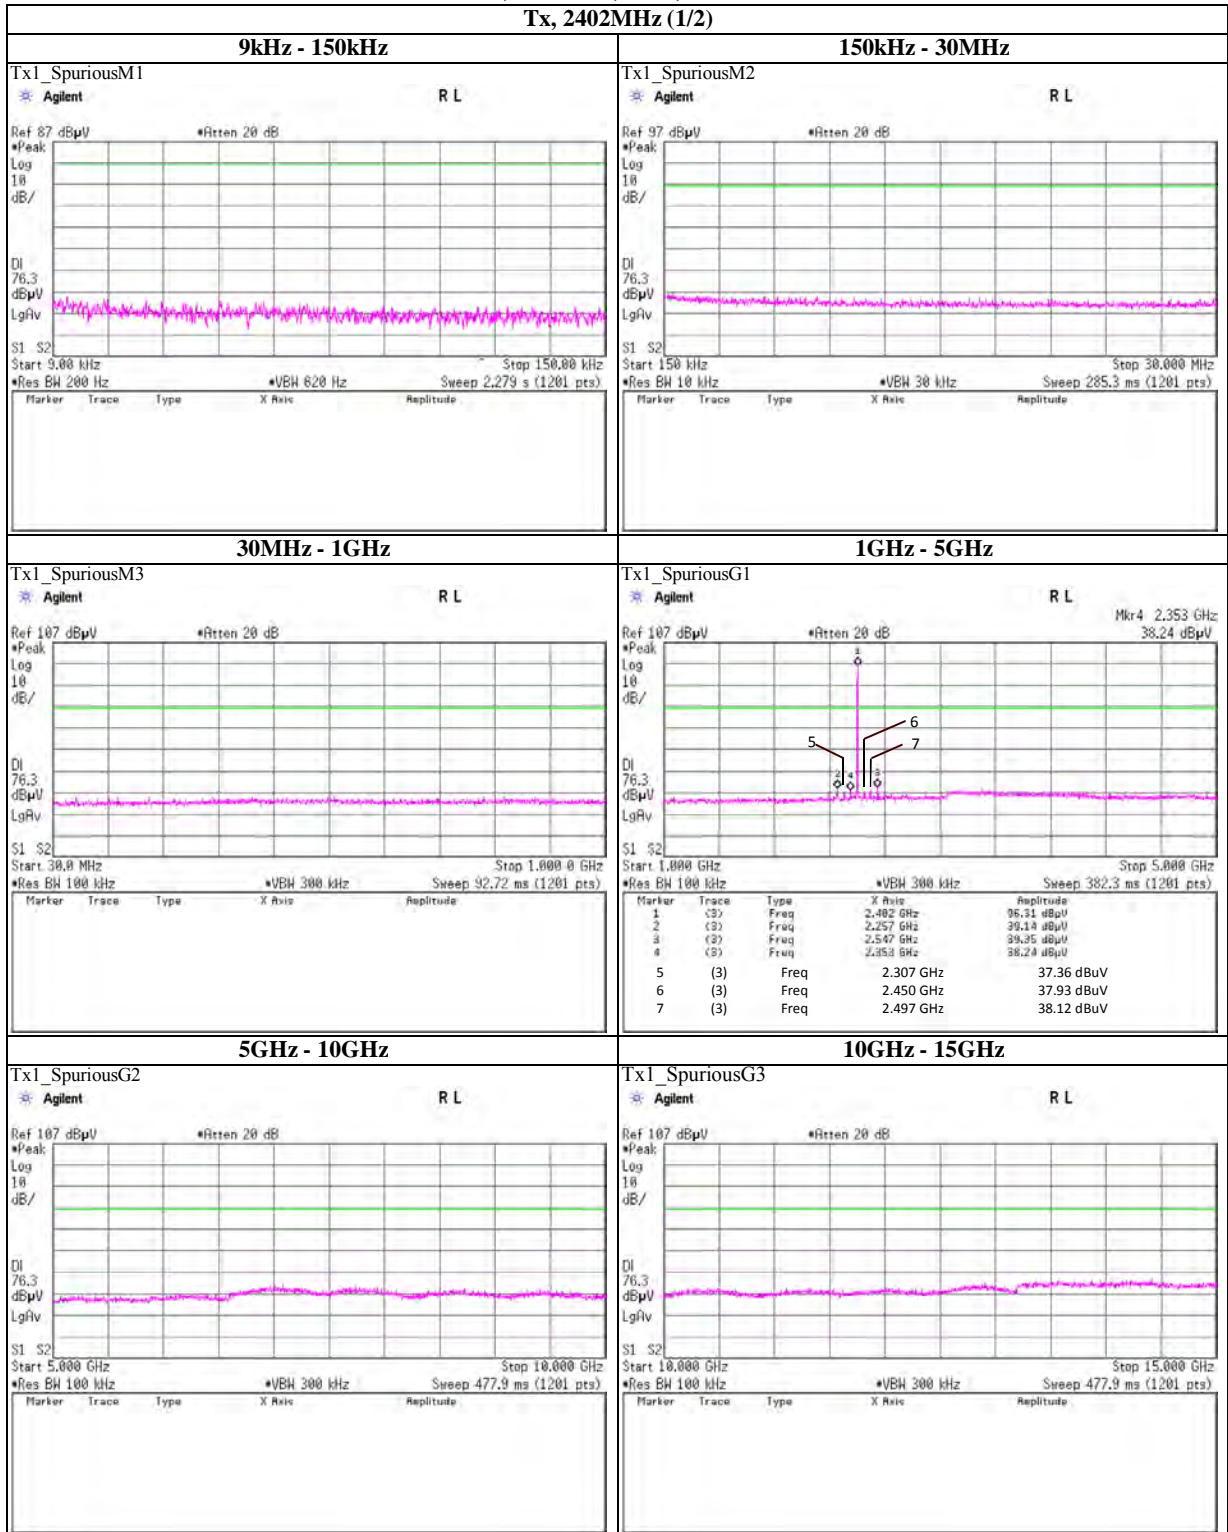 Tx, 2402MHz (1/2)
9kHz - 150kHz
Tx1_SpuriousM1
Agilent R L
Ref 87 dBµV *Atten 20 dB
*Peak
Log
10
dB/
DI
76.3
dBµV
LgAv
S1 S2
Start 9.00 kHz Stop 150.00 kHz
*Res BW 200 Hz *VBW 620 Hz Sweep 2.279 s (1201 pts)
Marker Trace Type X Axis Amplitude
150kHz - 30MHz
Tx1_SpuriousM2
Agilent R L
Ref 97 dBµV *Atten 20 dB
*Peak
Log
10
dB/
DI
76.3
dBµV
LgAv
S1 S2
Start 150 kHz Stop 30.000 MHz
*Res BW 10 kHz *VBW 30 kHz Sweep 285.3 ms (1201 pts)
Marker Trace Type X Axis Amplitude
30MHz - 1GHz
Tx1_SpuriousM3
Agilent R L
Ref 107 dBµV *Atten 20 dB
*Peak
Log
10
dB/
DI
76.3
dBµV
LgAv
S1 S2
Start 30.0 MHz Stop 1.000 0 GHz
*Res BW 100 kHz *VBW 300 kHz Sweep 92.72 ms (1201 pts)
Marker Trace Type X Axis Amplitude
1GHz - 5GHz
Tx1_SpuriousG1
Agilent R L
Mkr4 2.353 GHz
Ref 107 dBµV *Atten 20 dB 38.24 dBµV
*Peak
Log
10
dB/
1
6
5 7
2 4 3
DI
76.3
dBµV
LgAv
S1 S2
Start 1.000 GHz Stop 5.000 GHz
*Res BW 100 kHz *VBW 300 kHz Sweep 382.3 ms (1201 pts)
Marker Trace Type X Axis Amplitude
1 (3) Freq 2.402 GHz 96.31 dBµV
2 (3) Freq 2.257 GHz 39.14 dBµV
3 (3) Freq 2.547 GHz 39.35 dBµV
4 (3) Freq 2.353 GHz 38.24 dBµV
5 (3) Freq 2.307 GHz 37.36 dBuV
6 (3) Freq 2.450 GHz 37.93 dBuV
7 (3) Freq 2.497 GHz 38.12 dBuV
5GHz - 10GHz
Tx1_SpuriousG2
Agilent R L
Ref 107 dBµV *Atten 20 dB
*Peak
Log
10
dB/
DI
76.3
dBµV
LgAv
S1 S2
Start 5.000 GHz Stop 10.000 GHz
*Res BW 100 kHz *VBW 300 kHz Sweep 477.9 ms (1201 pts)
Marker Trace Type X Axis Amplitude
10GHz - 15GHz
Tx1_SpuriousG3
Agilent R L
Ref 107 dBµV *Atten 20 dB
*Peak
Log
10
dB/
DI
76.3
dBµV
LgAv
S1 S2
Start 10.000 GHz Stop 15.000 GHz
*Res BW 100 kHz *VBW 300 kHz Sweep 477.9 ms (1201 pts)
Marker Trace Type X Axis Amplitude